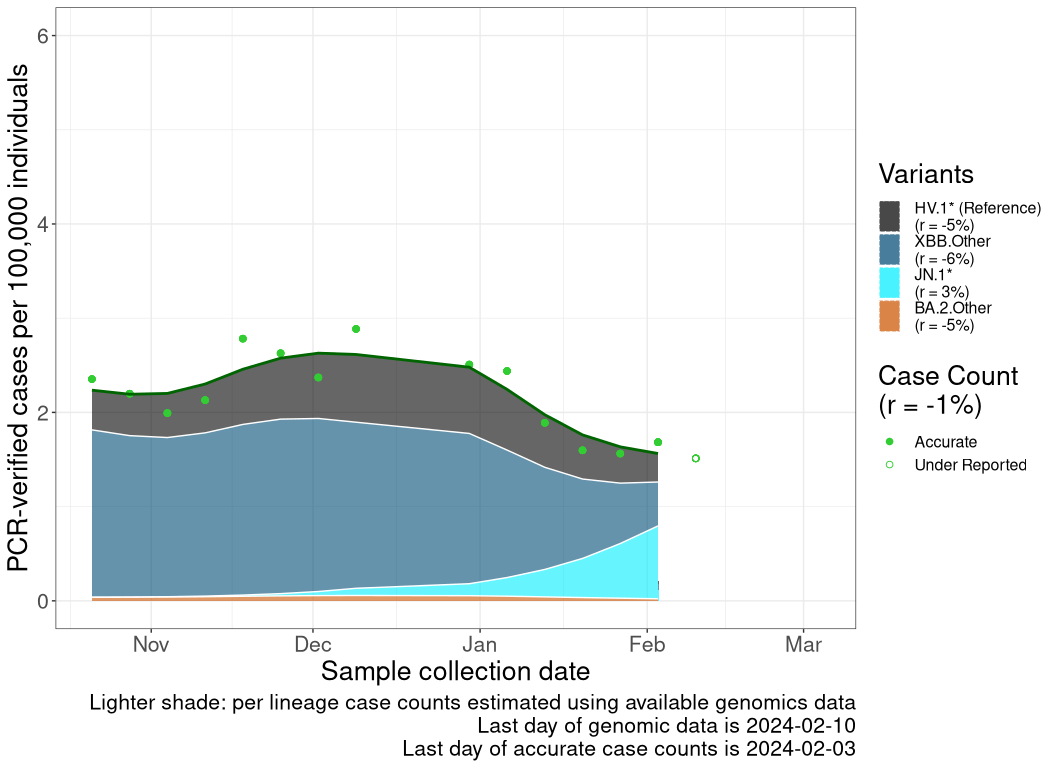 PCR-verified cases per 100,000 individuals
6
4
2
0
Nov
Dec
Jan
Feb
Mar
Sample collection date
Lighter shade: per lineage case counts estimated using available genomics data
Last day of genomic data is 2024-02-10
Last day of accurate case counts is 2024-02-03
Variants
HV.1* (Reference)
(r = -5%)
XBB.Other
(r = -6%)
JN.1*
(r = 3%)
BA.2.Other
(r = -5%)
Case Count
(r = -1%)
Accurate
Under Reported